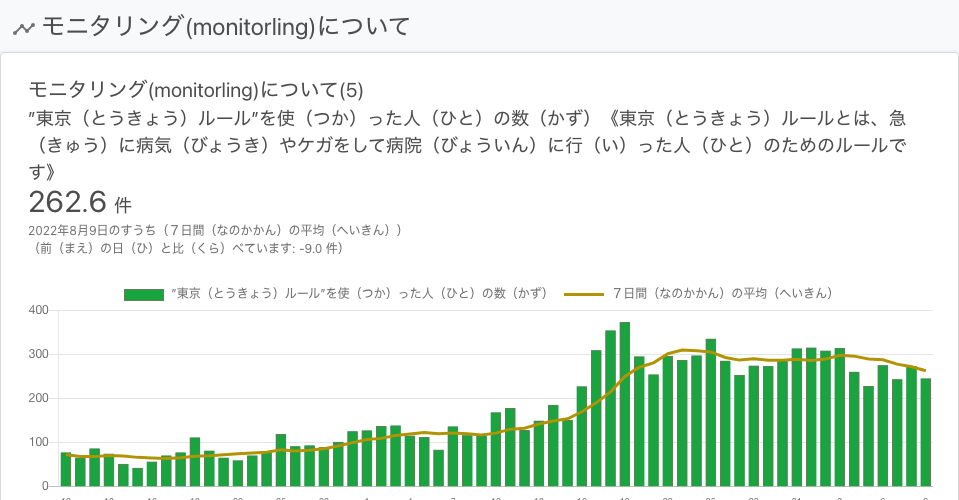 モニタリング(monitorling)について
モニタリング(monitorling)について(5)
”東京（とうきょう）ルール”を使（つか）った人（ひと）の数（かず）《東京（とうきょう）ルールとは、急
（きゅう）に病気（びょうき）やケガをして病院（びょういん）に行（い）った人（ひと）のためのルールで
す》
262.6 件
2022年8月9日のすうち（７日間（なのかかん）の平均（へいきん））
（前（まえ）の日（ひ）と比（くら）べています: -9.0 件）
”東京（とうきょう）ルール”を使（つか）った人（ひと）の数（かず） ７日間（なのかかん）の平均（へいきん）
400
300
200
100
0